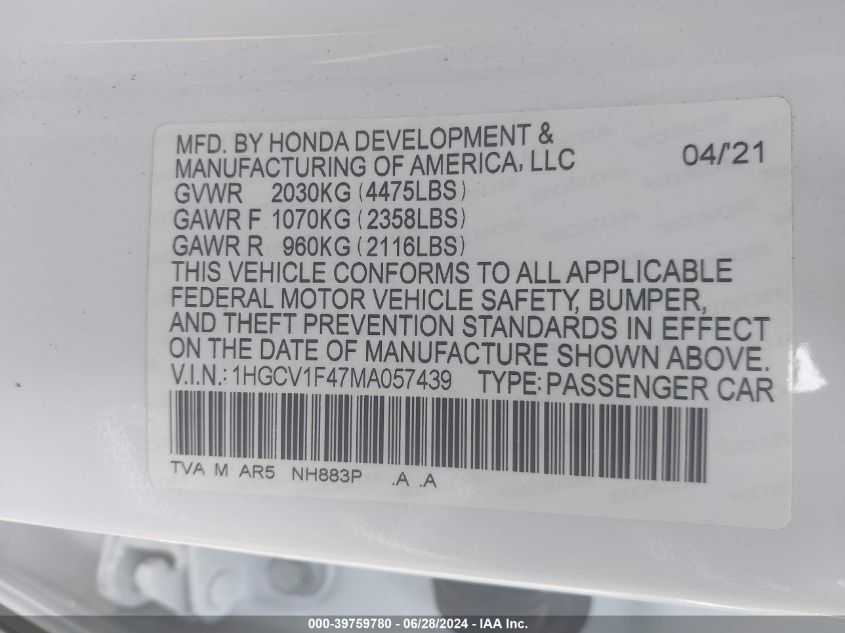 MFD. BY HONDA DEVELOPMENT &
MANUFACTURING OF AMERICA, LLC 04/'21
GVWR 2030KG (4475LBS)
GAWR F 1070KG (2358LBS)
GAWR R 960KG (2116LBS)
THIS VEHICLE CONFORMS TO ALL APPLICABLE
FEDERAL MOTOR VEHICLE SAFETY, BUMPER,
AND THEFT PREVENTION STANDARDS IN EFFECT
ON THE DATE OF MANUFACTURE SHOWN ABOVE.
V.I.N.: 1HGCV1F47MA057439 TYPE: PASSENGER CAR
TVA M AR5 NH883P .A .A
000-39759780 - 06/28/2024 - IAA Inc.